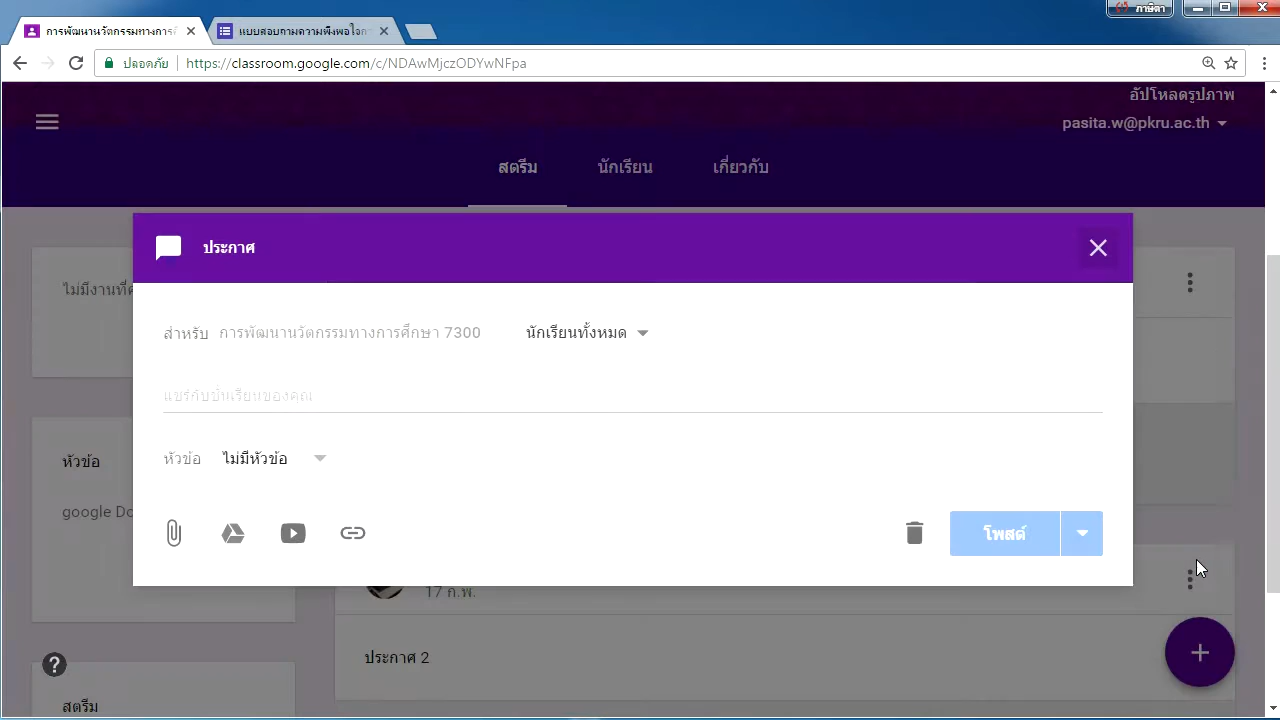 ภาษิตา
การพัฒนานวัตกรรมทางการศึ
แบบสอบถามความพึงพอใจกา
ปลอดภัย
https://classroom.google.com/c/NDAwMjczODYwNFpa
อัปโหลดรูปภาพ
pasita.w@pkru.ac.th
สตรีม
นักเรียน
เกี่ยวกับ
ประกาศ
ไม่มีงานที่
สำหรับ การพัฒนานวัตกรรมทางการศึกษา 7300 นักเรียนทั้งหมด
แชร์กับชั้นเรียนของคุณ
หัวข้อ ไม่มีหัวข้อ
หัวข้อ
google Do
โพสต์
17 ก.พ.
ประกาศ 2
สตรีม